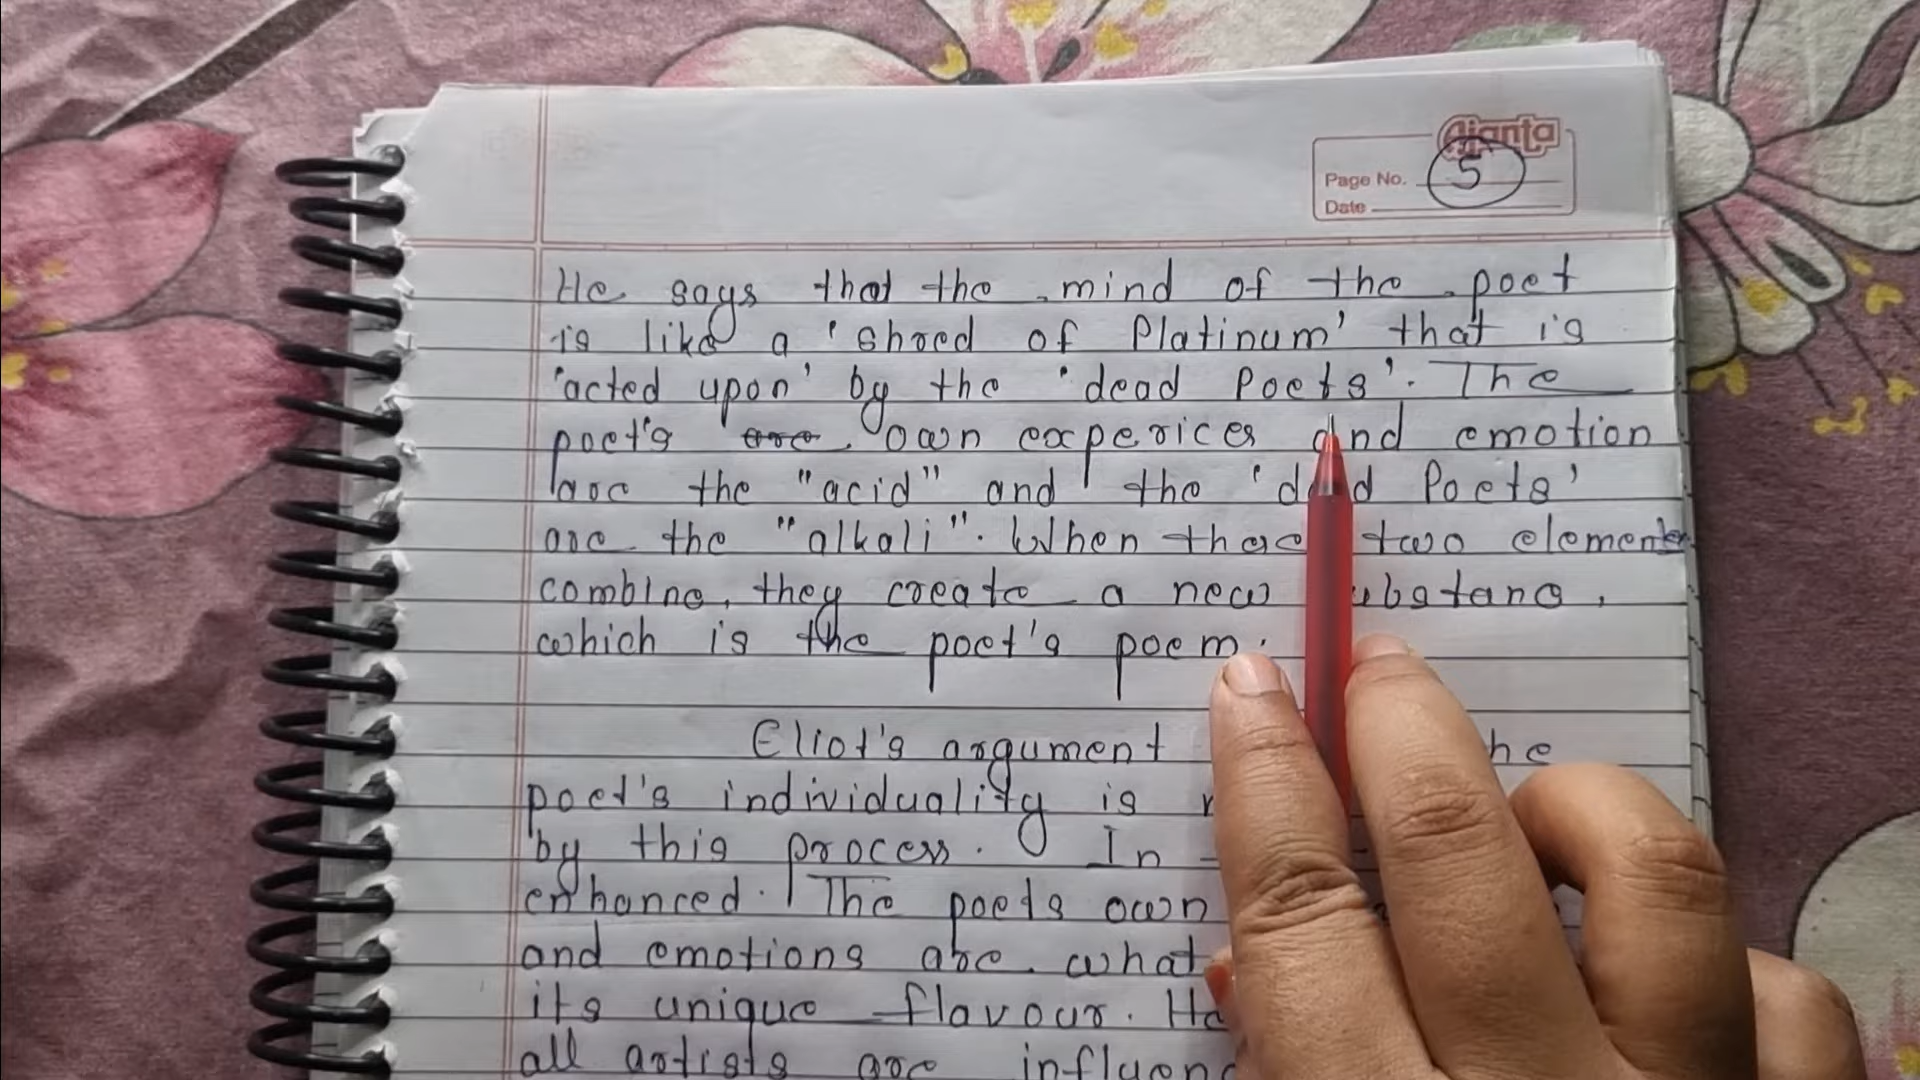 Ajanta
Page No. 5
Date
He says that the mind of the poet
is like a 'shred of Platinum' that is
'acted upon' by the 'dead Poets'. The
poet's are own experices and emotion
are the "acid" and the 'dead Poets'
are the "alkali". When these two elements
combine, they create a new substane,
which is the poet's poem.
Eliot's argument
poet's individuality is
by this process. In
enhanced. The poets own
and emotions are what
its unique flavour.
all artists are